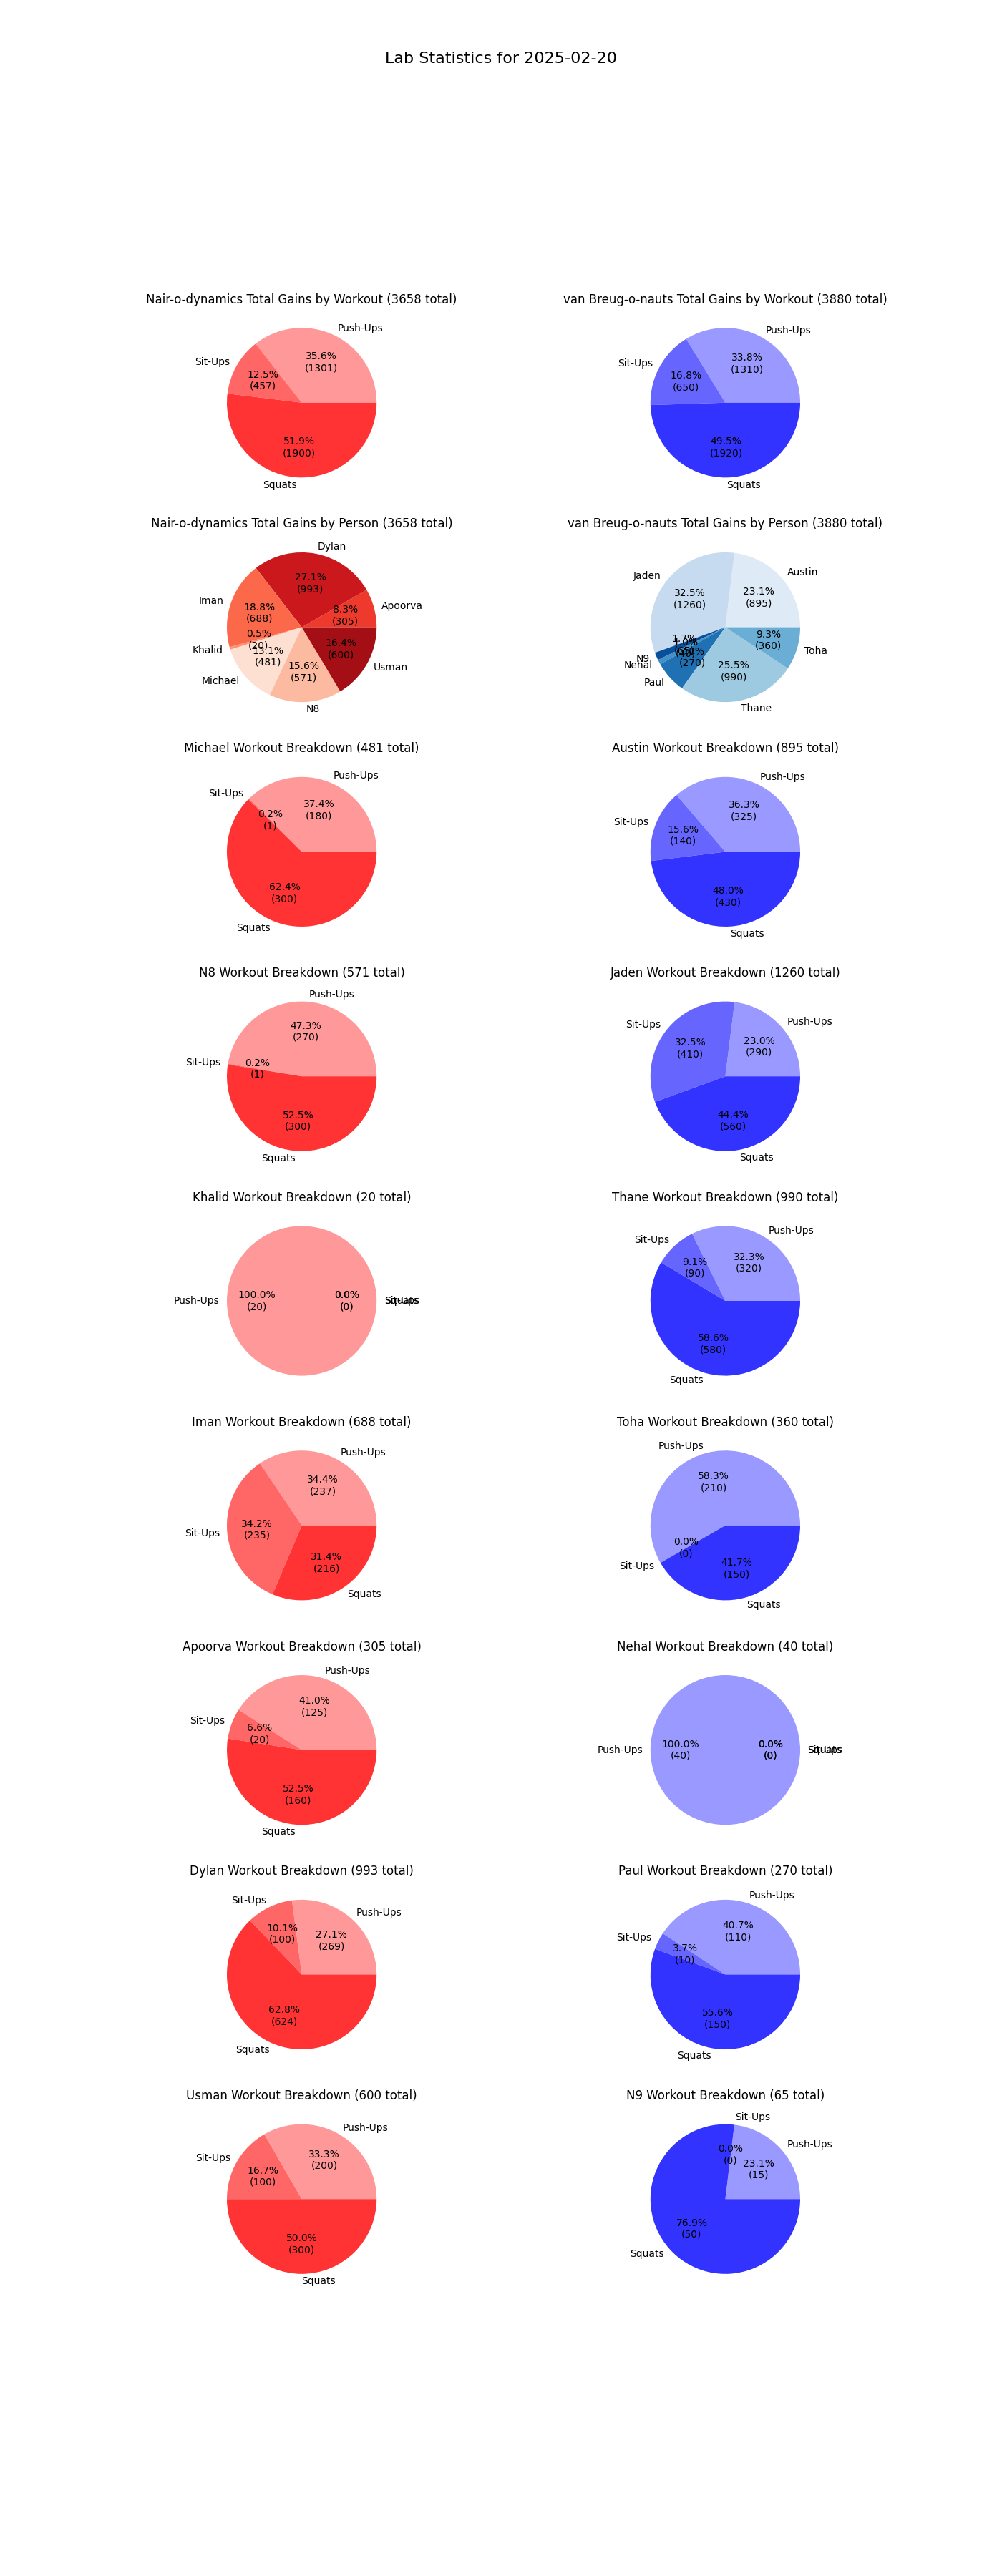 Lab Statistics for 2025-02-20
Nair-o-dynamics Total Gains by Workout (3658 total)
Push-Ups
35.6%
(1301)
Sit-Ups
12.5%
(457)
51.9%
(1900)
Squats
van Breug-o-nauts Total Gains by Workout (3880 total)
Push-Ups
33.8%
(1310)
Sit-Ups
16.8%
(650)
49.5%
(1920)
Squats
Nair-o-dynamics Total Gains by Person (3658 total)
Dylan
27.1%
(993)
Apoorva
8.3%
(305)
Iman
18.8%
(688)
Khalid
0.5%
(20)
Michael
13.1%
(481)
N8
15.6%
(571)
Usman
16.4%
(600)
van Breug-o-nauts Total Gains by Person (3880 total)
Austin
23.1%
(895)
Jaden
32.5%
(1260)
N9
1.7%
Nehal
Paul
(270)
Thane
25.5%
(990)
Toha
9.3%
(360)
Michael Workout Breakdown (481 total)
Push-Ups
37.4%
(180)
Sit-Ups
0.2%
(1)
62.4%
(300)
Squats
Austin Workout Breakdown (895 total)
Push-Ups
36.3%
(325)
Sit-Ups
15.6%
(140)
48.0%
(430)
Squats
N8 Workout Breakdown (571 total)
Push-Ups
47.3%
(270)
Sit-Ups
0.2%
(1)
52.5%
(300)
Squats
Jaden Workout Breakdown (1260 total)
Push-Ups
23.0%
(290)
Sit-Ups
32.5%
(410)
44.4%
(560)
Squats
Khalid Workout Breakdown (20 total)
Push-Ups
100.0%
(20)
0.0%
(0)
Thane Workout Breakdown (990 total)
Push-Ups
32.3%
(320)
Sit-Ups
9.1%
(90)
58.6%
(580)
Squats
Iman Workout Breakdown (688 total)
Push-Ups
34.4%
(237)
Sit-Ups
34.2%
(235)
31.4%
(216)
Squats
Toha Workout Breakdown (360 total)
Push-Ups
58.3%
(210)
Sit-Ups
0.0%
(0)
41.7%
(150)
Squats
Apoorva Workout Breakdown (305 total)
Push-Ups
41.0%
(125)
Sit-Ups
6.6%
(20)
52.5%
(160)
Squats
Nehal Workout Breakdown (40 total)
Push-Ups
100.0%
(40)
0.0%
(0)
Dylan Workout Breakdown (993 total)
Push-Ups
27.1%
(269)
Sit-Ups
10.1%
(100)
62.8%
(624)
Squats
Paul Workout Breakdown (270 total)
Push-Ups
40.7%
(110)
Sit-Ups
3.7%
(10)
55.6%
(150)
Squats
Usman Workout Breakdown (600 total)
Push-Ups
33.3%
(200)
Sit-Ups
16.7%
(100)
50.0%
(300)
Squats
N9 Workout Breakdown (65 total)
Sit-Ups
0.0%
(0)
Push-Ups
23.1%
(15)
76.9%
(50)
Squats